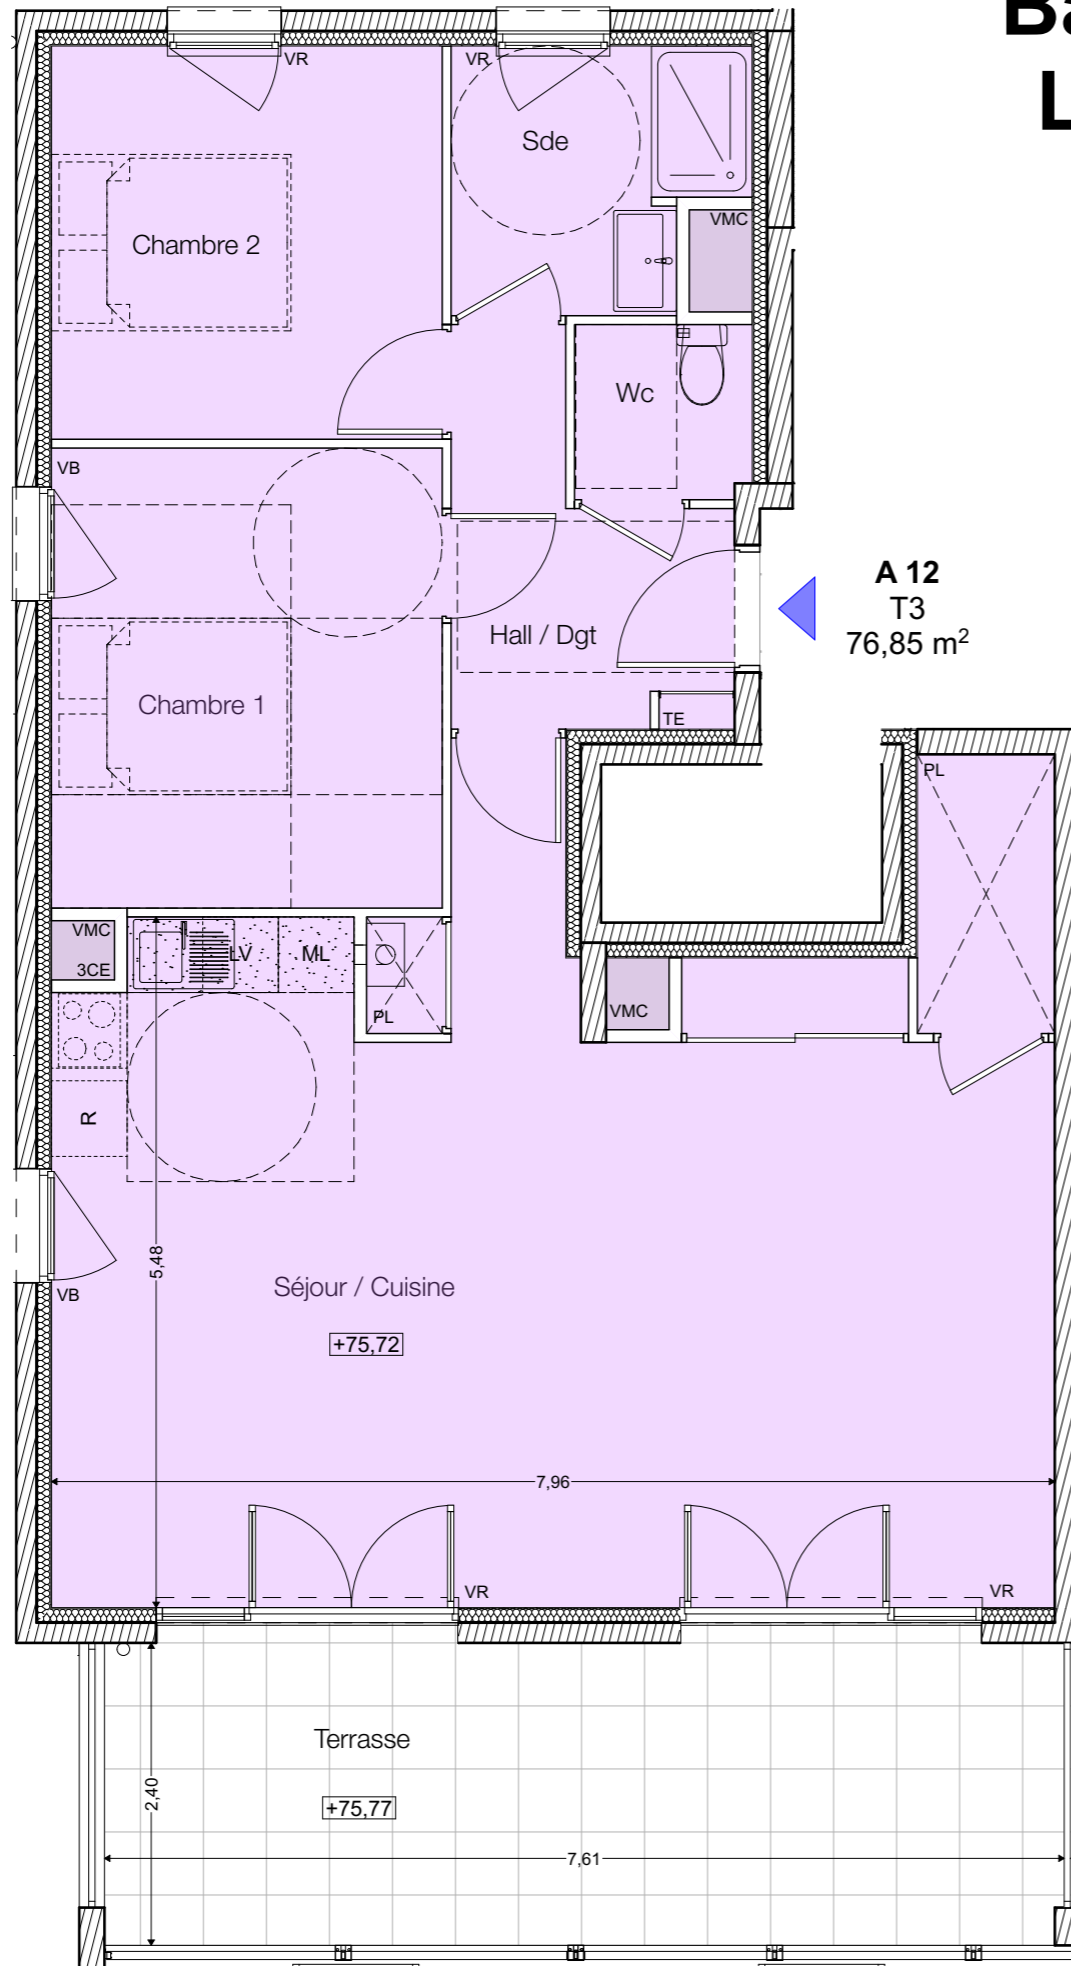 Ba
L
VR
VR
Sde
VMC
Chambre 2
Wc
VB
A 12
T3
76,85 m²
Hall / Dgt
Chambre 1
TE
PL
VMC
3CE
LV
ML
PL
VMC
R
5,48
VB
Séjour / Cuisine
+75,72
7,96
VR
VR
Terrasse
2,40
+75,77
7,61